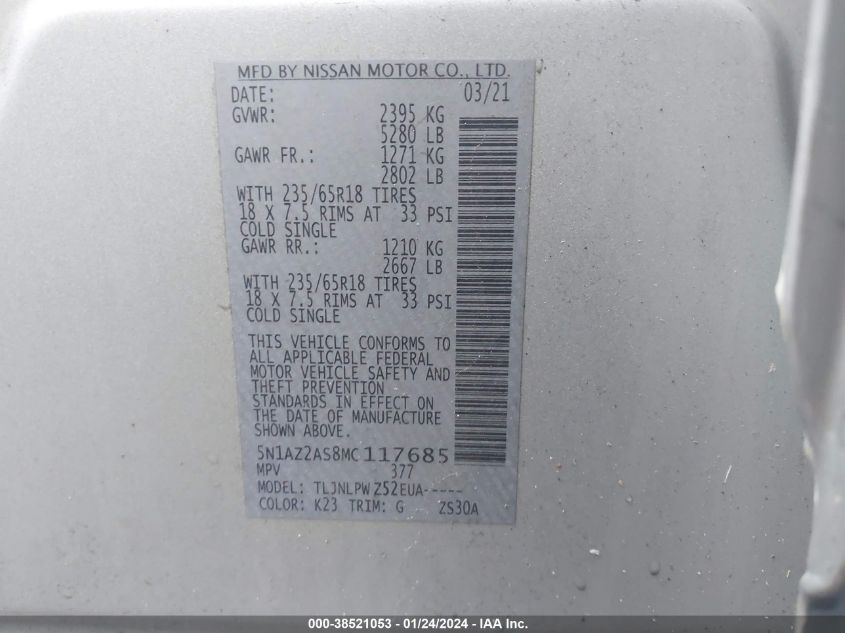 MFD BY NISSAN MOTOR CO., LTD.
DATE: 03/21
GVWR: 2395 KG
5280 LB
GAWR FR.: 1271 KG
2802 LB
WITH 235/65R18 TIRES
18 X 7.5 RIMS AT 33 PSI
COLD SINGLE
GAWR RR.: 1210 KG
2667 LB
WITH 235/65R18 TIRES
18 X 7.5 RIMS AT 33 PSI
COLD SINGLE
THIS VEHICLE CONFORMS TO
ALL APPLICABLE FEDERAL
MOTOR VEHICLE SAFETY AND
THEFT PREVENTION
STANDARDS IN EFFECT ON
THE DATE OF MANUFACTURE
SHOWN ABOVE.
5N1AZ2AS8MC117685
MPV 377
MODEL: TLJNLPW Z52EUA-----
COLOR: K23 TRIM: G ZS30A
000-38521053 - 01/24/2024 - IAA Inc.